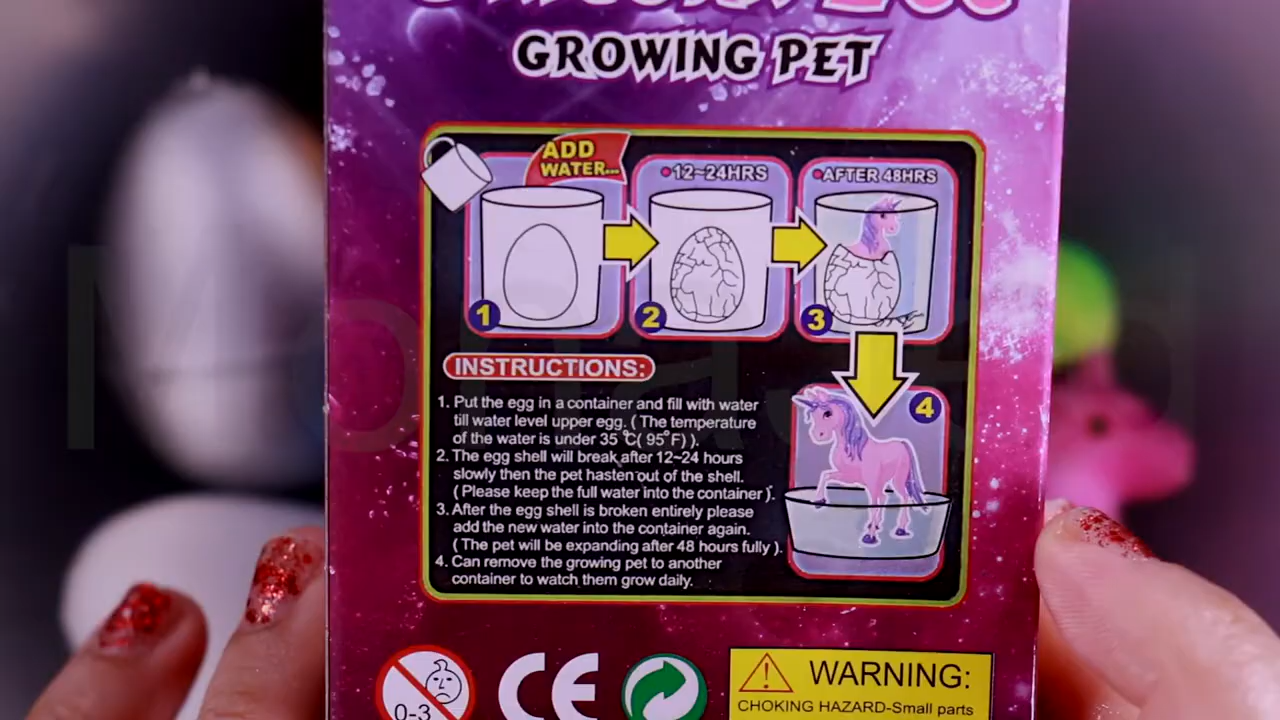 GROWING PET
ADD
WATER...
12~24HRS
AFTER 48HRS
1
2
3
4
INSTRUCTIONS:
1. Put the egg in a container and fill with water
till water level upper egg. ( The temperature
of the water is under 35 ℃( 95°F) ).
2. The egg shell will break after 12~24 hours
slowly then the pet hasten out of the shell.
( Please keep the full water into the container ).
3. After the egg shell is broken entirely please
add the new water into the container again.
( The pet will be expanding after 48 hours fully ).
4. Can remove the growing pet to another
container to watch them grow daily.
0-3
CE
WARNING:
CHOKING HAZARD-Small parts